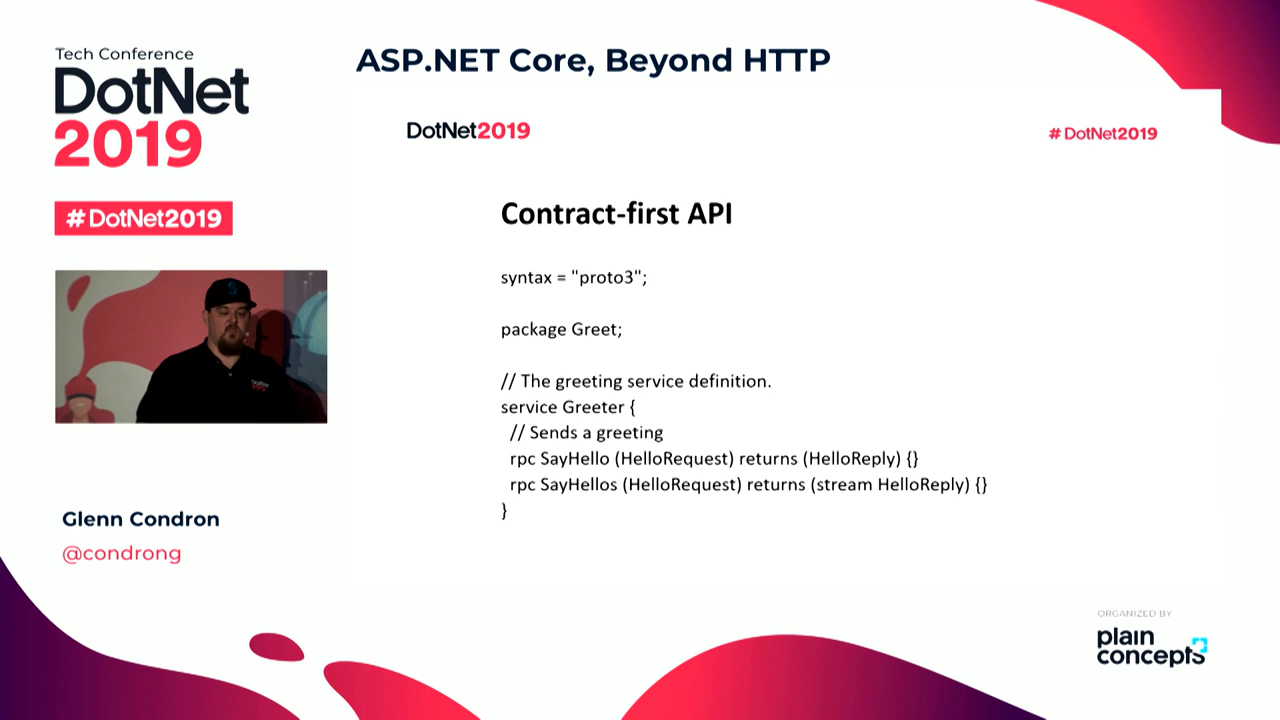 Tech Conference
DotNet
2019
#DotNet2019
Glenn Condron
@condrong
ASP.NET Core, Beyond HTTP
DotNet2019
#DotNet2019
Contract-first API
syntax = "proto3";
package Greet;
// The greeting service definition.
service Greeter {
// Sends a greeting
rpc SayHello (HelloRequest) returns (HelloReply) {}
rpc SayHellos (HelloRequest) returns (stream HelloReply) {}
}
ORGANIZED BY
plain
concepts